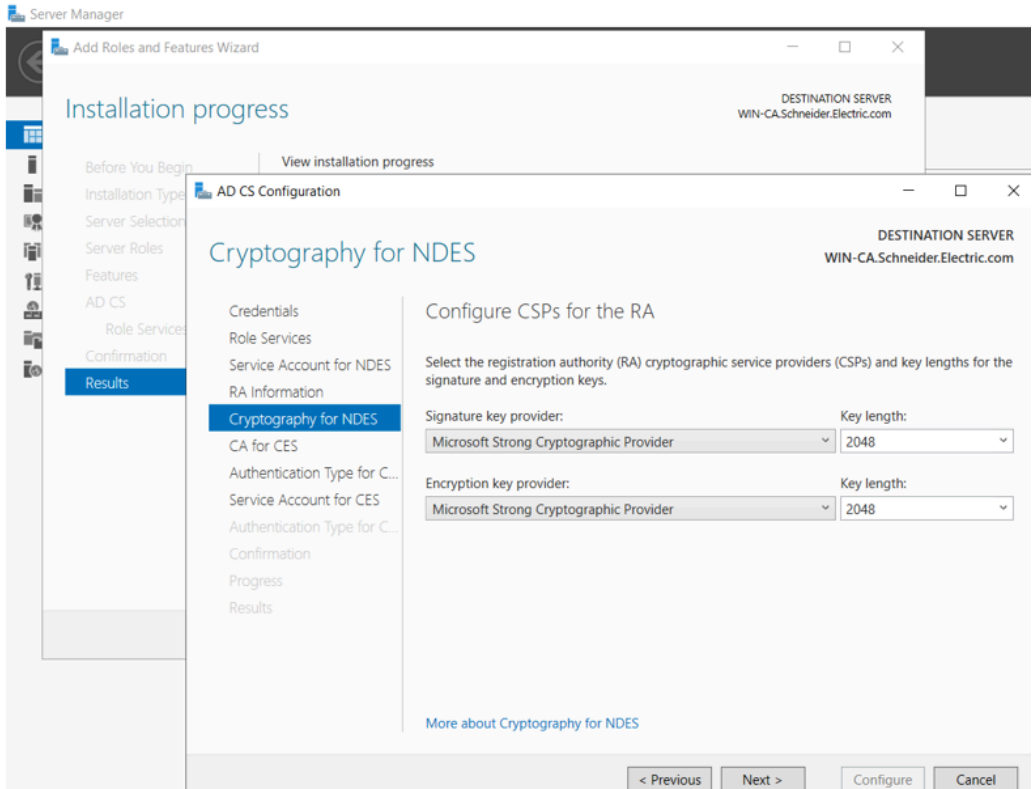 Server Manager
Add Roles and Features Wizard
Installation progress
DESTINATION SERVER
WIN-CA.Schneider.Electric.com
Before You Begin
Installation Type
Server Selection
Server Roles
Features
AD CS
Role Services
Confirmation
Results
View installation progress
AD CS Configuration
Cryptography for NDES
DESTINATION SERVER
WIN-CA.Schneider.Electric.com
Credentials
Role Services
Service Account for NDES
RA Information
Cryptography for NDES
CA for CES
Authentication Type for C...
Service Account for CES
Authentication Type for C...
Confirmation
Progress
Results
Configure CSPs for the RA
Select the registration authority (RA) cryptographic service providers (CSPs) and key lengths for the
signature and encryption keys.
Signature key provider: Key length:
Microsoft Strong Cryptographic Provider 2048
Encryption key provider: Key length:
Microsoft Strong Cryptographic Provider 2048
More about Cryptography for NDES
< Previous Next > Configure Cancel